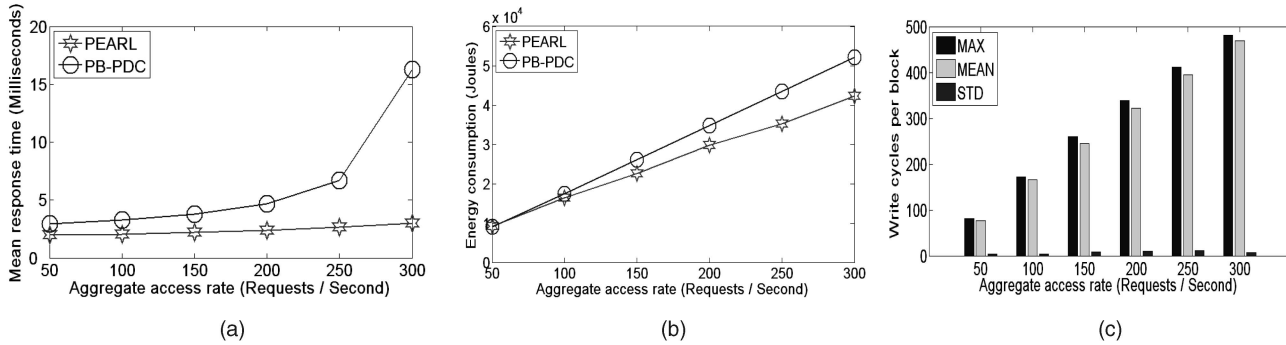 20
15
10
5
0
Mean response time (Milliseconds)
PEARL
PB-PDC
50 100 150 200 250 300
Aggregate access rate (Requests / Second)
(a)
x 10⁴
6
5
4
3
2
1
0
Energy consumption (Joules)
PEARL
PB-PDC
50 100 150 200 250 300
Aggregate access rate (Requests / Second)
(b)
500
400
300
200
100
0
Write cycles per block
MAX
MEAN
STD
50 100 150 200 250 300
Aggregate access rate (Requests / Second)
(c)